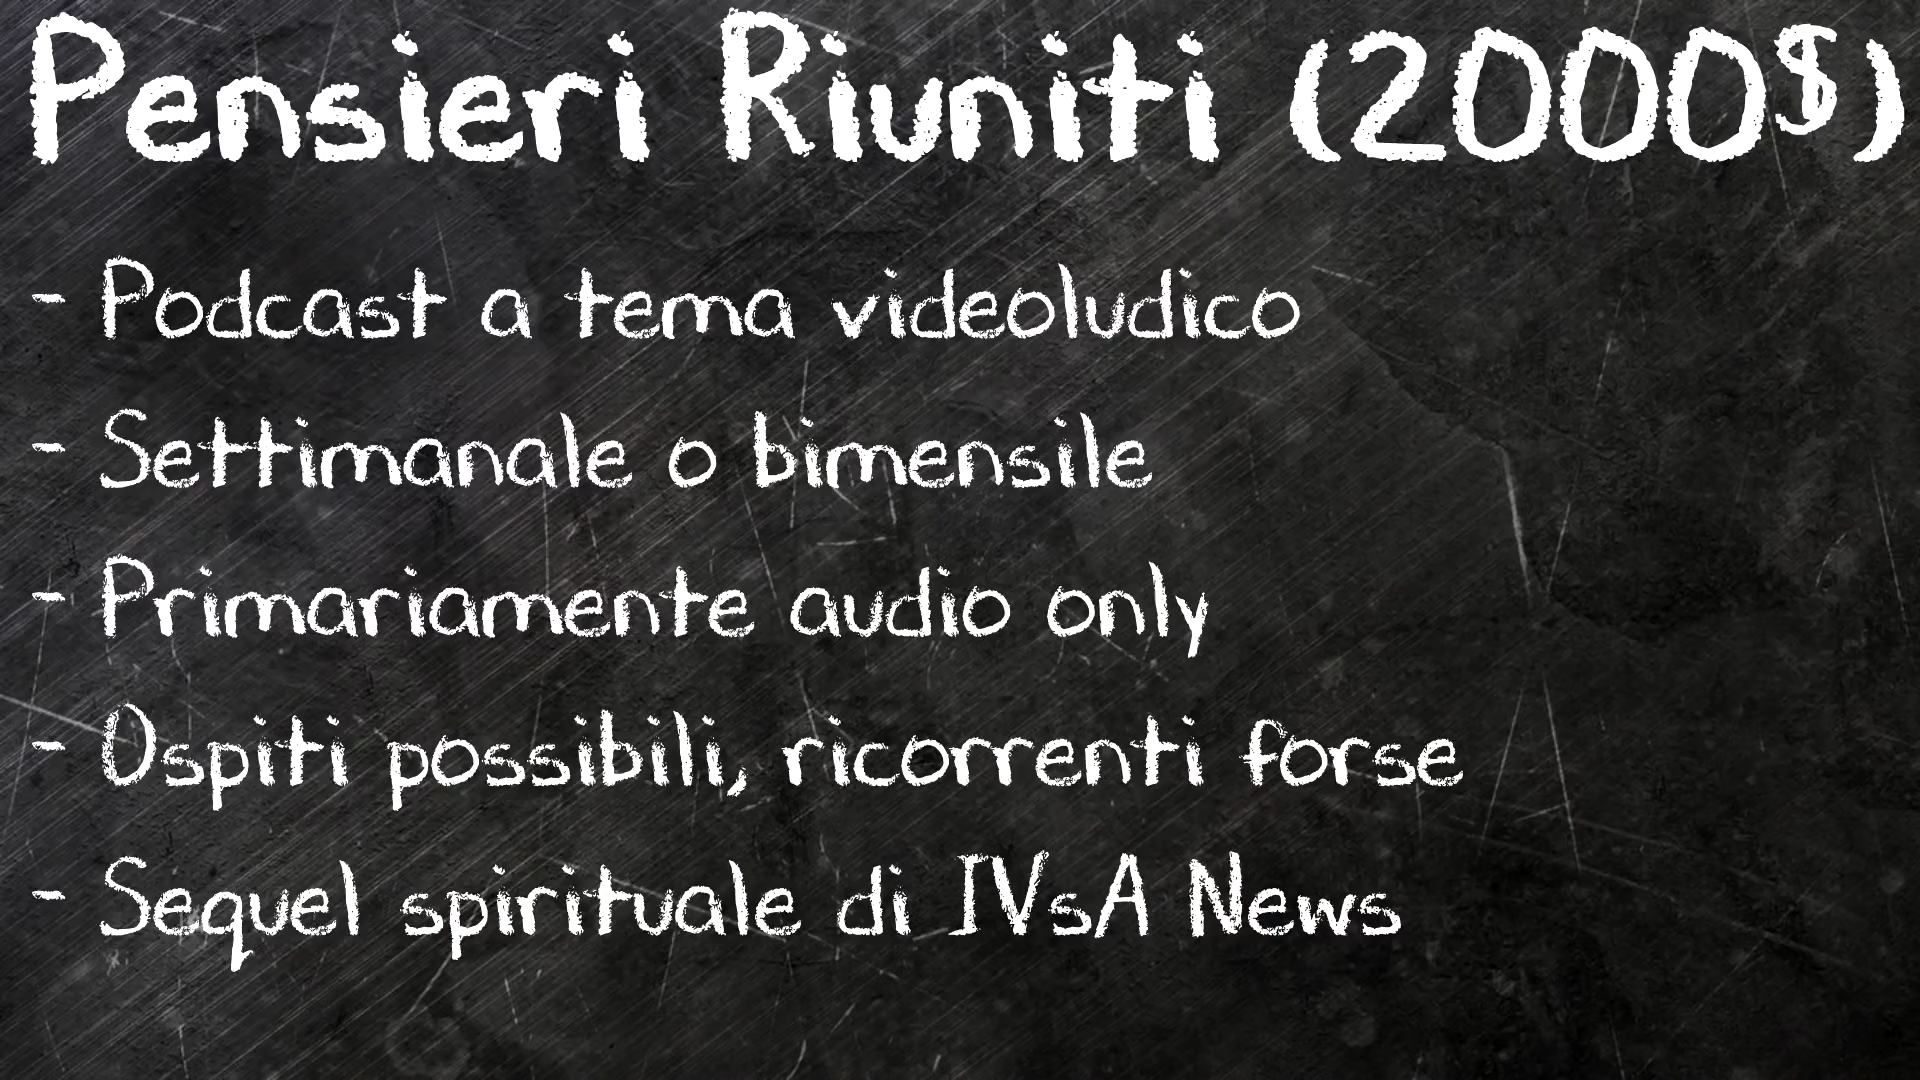 Pensieri Riuniti (2000$)
- Podcast a tema videoludico
- Settimanale o bimensile
- Primariamente audio only
- Ospiti possibili, ricorrenti forse
- Sequel spirituale di IVsA News